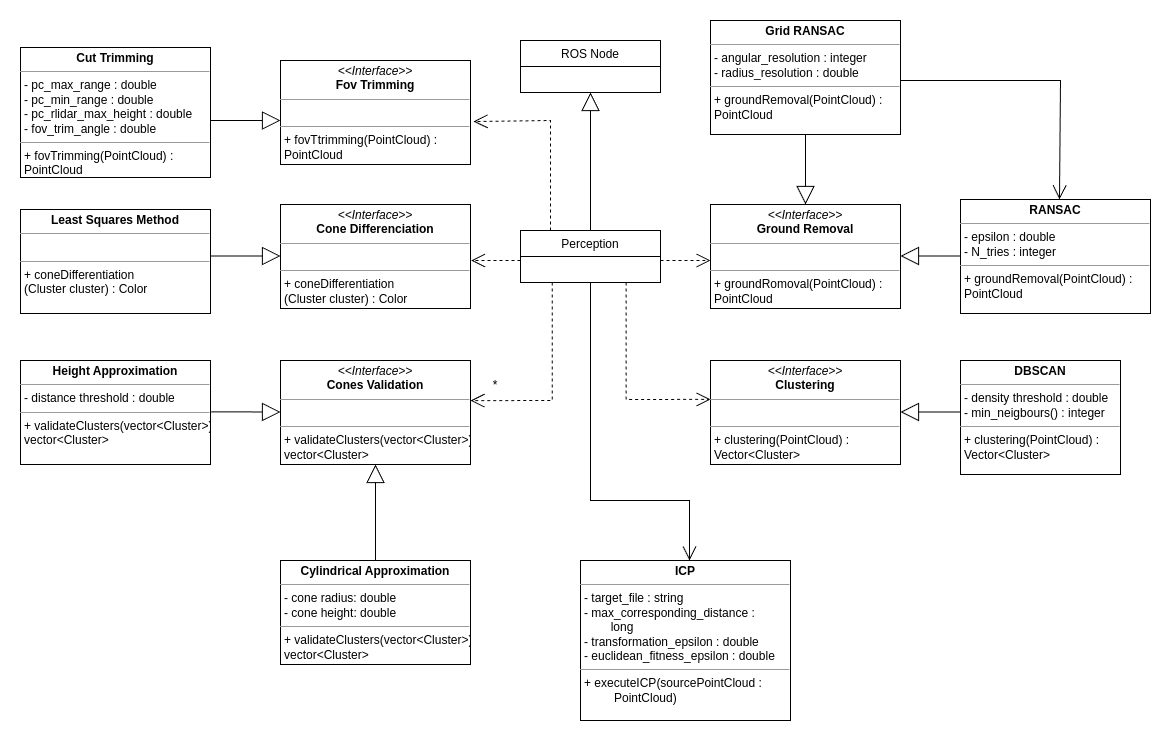 Cut Trimming
- pc_max_range : double
- pc_min_range : double
- pc_rlidar_max_height : double
- fov_trim_angle : double
+ fovTtrimming(PointCloud) :
PointCloud
<<Interface>>
Fov Trimming
+ fovTtrimming(PointCloud) :
PointCloud
ROS Node
Grid RANSAC
- angular_resolution : integer
- radius_resolution : double
+ groundRemoval(PointCloud) :
PointCloud
Least Squares Method
+ coneDifferentiation
(Cluster cluster) : Color
<<Interface>>
Cone Differenciation
+ coneDifferentiation
(Cluster cluster) : Color
Perception
<<Interface>>
Ground Removal
+ groundRomoval(PointCloud) :
PointCloud
RANSAC
- epsilon : double
- N_tries : integer
+ groundRemoval(PointCloud) :
PointCloud
Height Approximation
- distance threshold : double
+ validateClusters(vector<Cluster>)
vector<Cluster>
<<Interface>>
Cones Validation
+ validateClusters(vector<Cluster>)
vector<Cluster>
*
<<Interface>>
Clustering
+ clustering(PointCloud) :
Vector<Cluster>
DBSCAN
- density threshold : double
- min_neigbours() : integer
+ clustering(PointCloud) :
Vector<Cluster>
Cylindrical Approximation
- cone radius: double
- cone height: double
+ validateClusters(vector<Cluster>)
vector<Cluster>
ICP
- target_file : string
- max_corresponding_distance :
long
- transformation_epsilon : double
- euclidean_fitness_epsilon : double
+ executeICP(sourcePointCloud :
PointCloud)